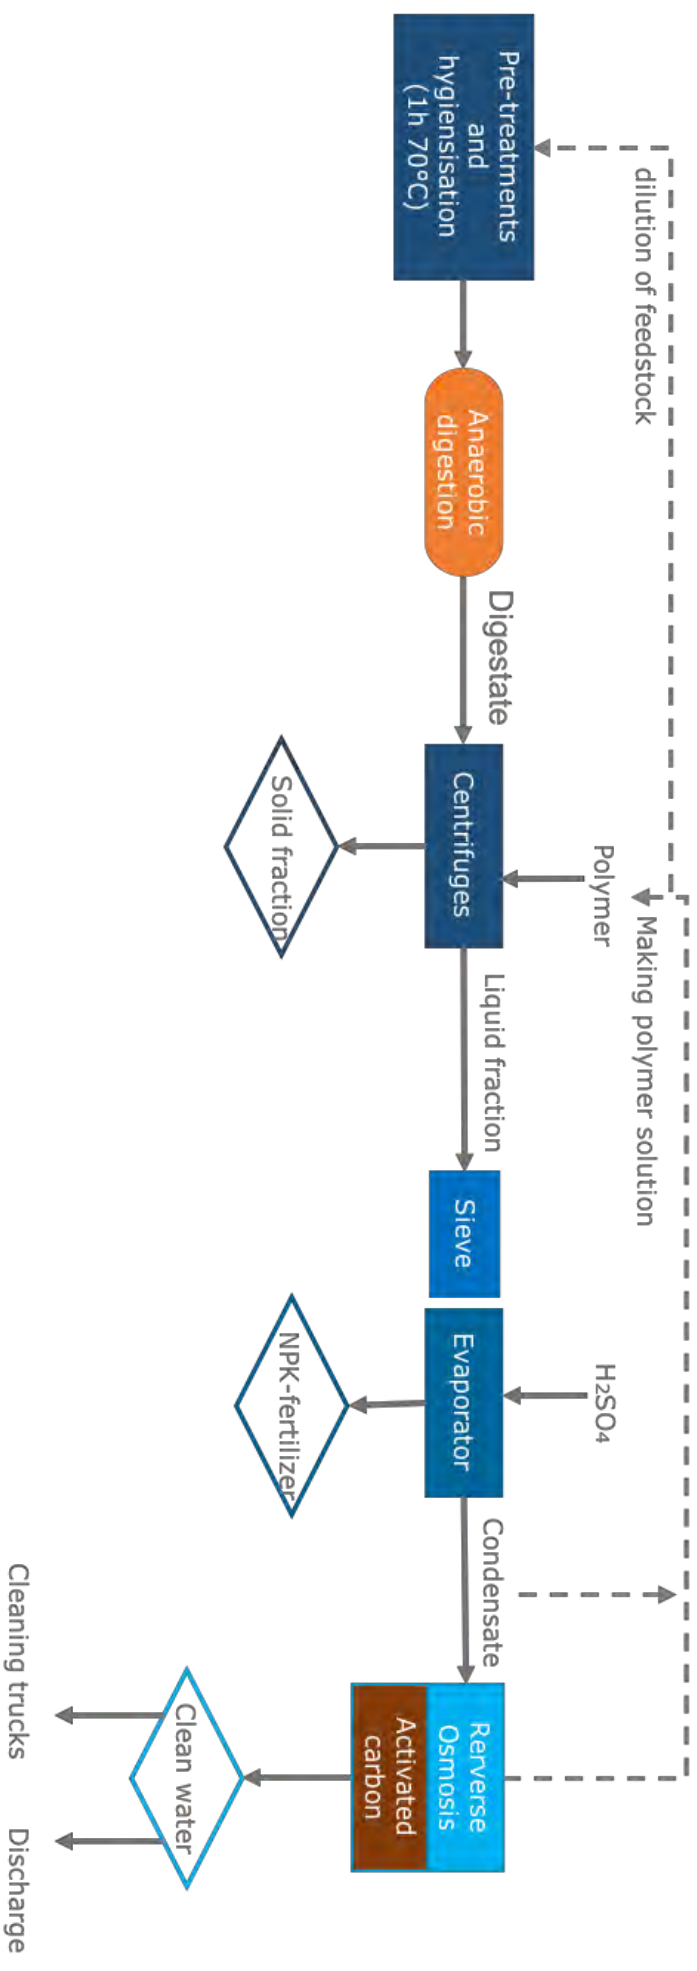 dilution of feedstock
Making polymer solution
Polymer
H₂SO₄
Pre-treatments
and
hygiensisation
(1h 70°C)
Anaerobic
digestion
Digestate
Centrifuges
Liquid fraction
Sieve
Evaporator
Condensate
Rerverse
Osmosis
Activated
carbon
Solid fraction
NPK-fertilizer
Clean water
Cleaning trucks
Discharge